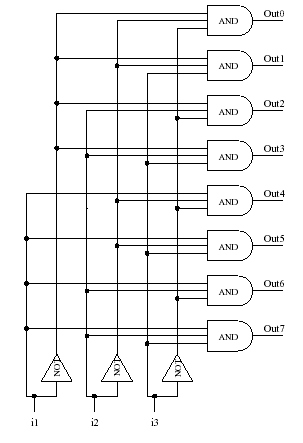 AND Out0
AND Out1
AND Out2
AND Out3
AND Out4
AND Out5
AND Out6
AND Out7
NOT NOT NOT
i1 i2 i3